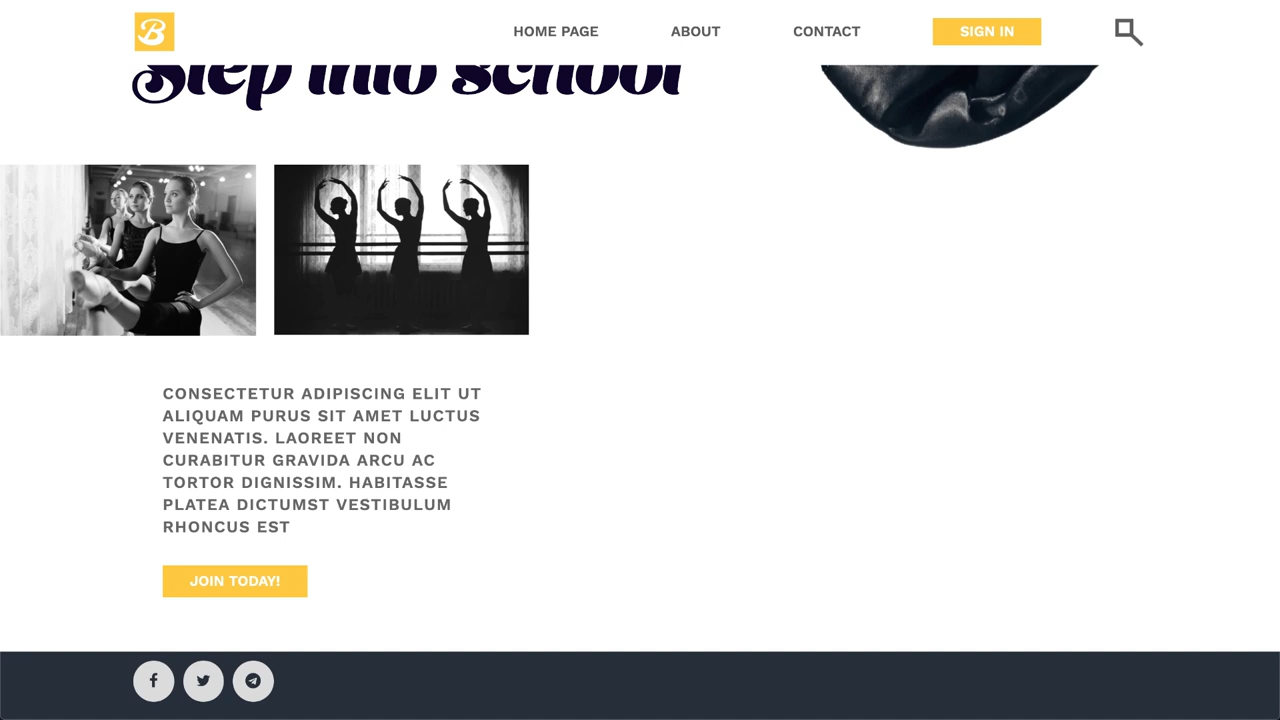 B
HOME PAGE
ABOUT
CONTACT
SIGN IN
Step into school
CONSECTETUR ADIPISCING ELIT UT
ALIQUAM PURUS SIT AMET LUCTUS
VENENATIS. LAOREET NON
CURABITUR GRAVIDA ARCU AC
TORTOR DIGNISSIM. HABITASSE
PLATEA DICTUMST VESTIBULUM
RHONCUS EST
JOIN TODAY!